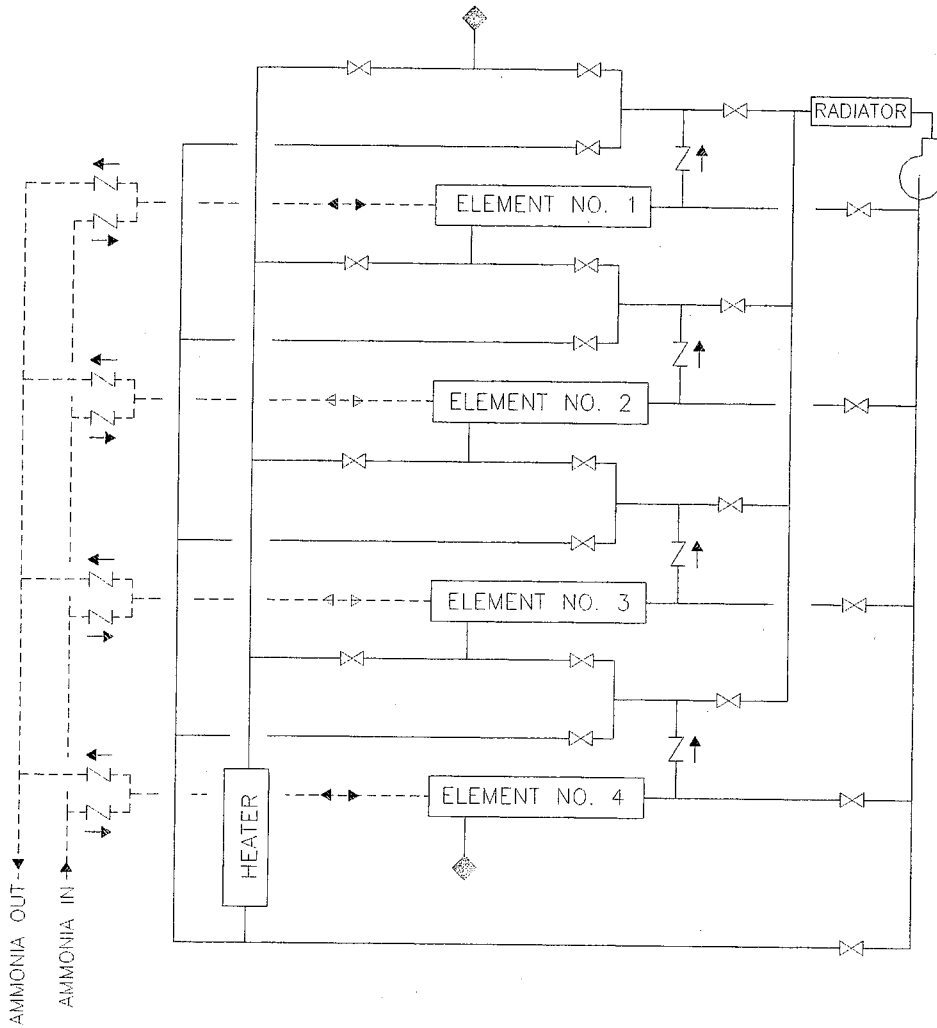 RADIATOR
ELEMENT NO. 1
ELEMENT NO. 2
ELEMENT NO. 3
ELEMENT NO. 4
HEATER
AMMONIA OUT
AMMONIA IN